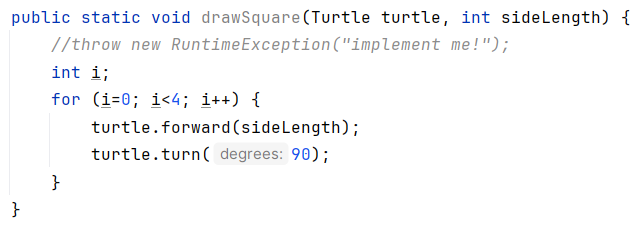 public static void drawSquare(Turtle turtle, int sideLength) {
    //throw new RuntimeException("implement me!");
    int i;
    for (i=0; i<4; i++) {
        turtle.forward(sideLength);
        turtle.turn( degrees: 90);
    }
}